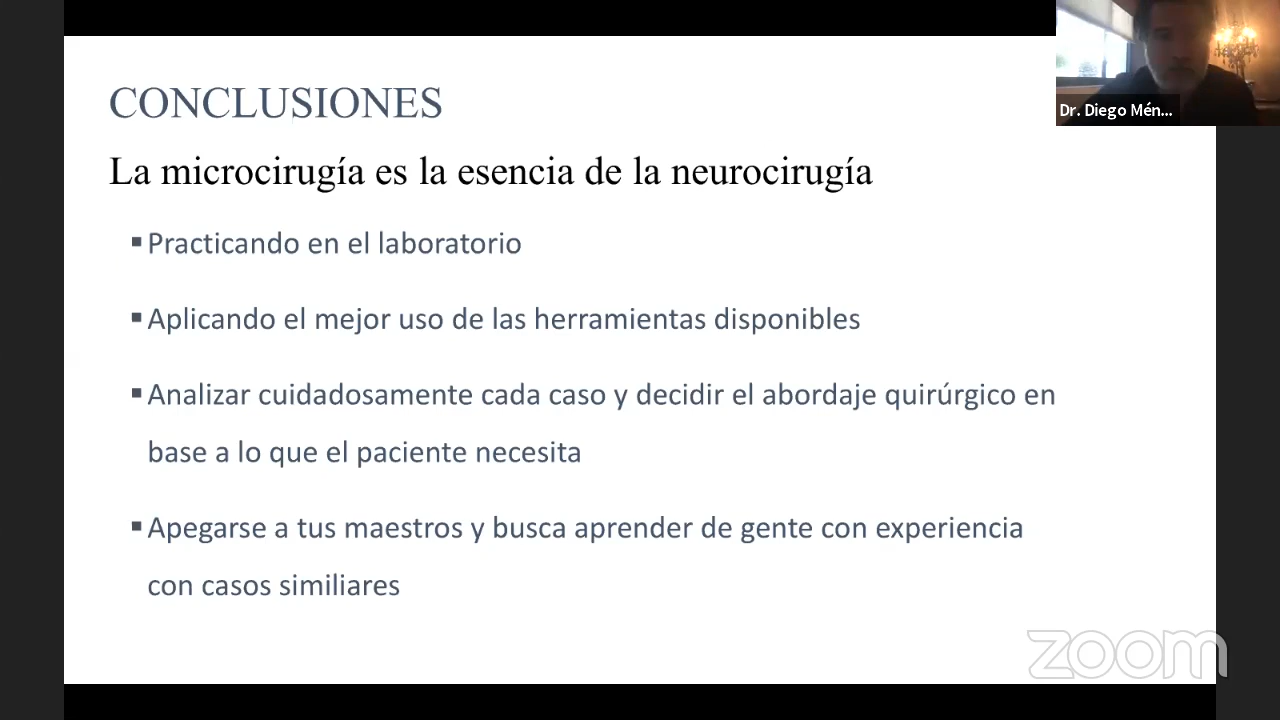 CONCLUSIONES
La microcirugía es la esencia de la neurocirugía
▪Practicando en el laboratorio
▪Aplicando el mejor uso de las herramientas disponibles
▪Analizar cuidadosamente cada caso y decidir el abordaje quirúrgico en
base a lo que el paciente necesita
▪Apegarse a tus maestros y busca aprender de gente con experiencia
con casos similiares
Dr. Diego Mén...
zoom